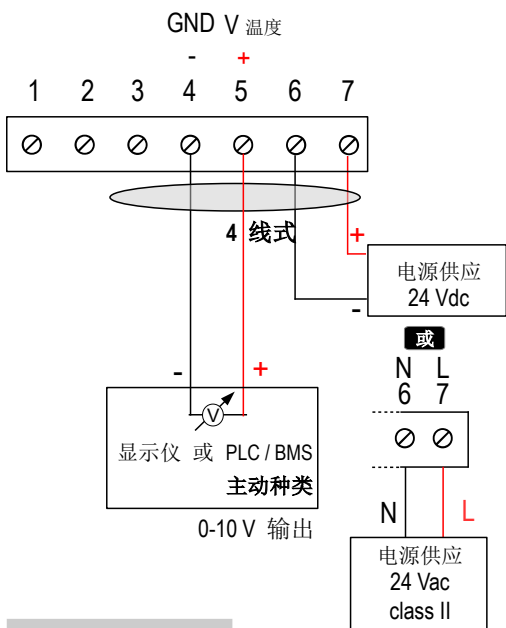 GND V 温度
- +
1 2 3 4 5 6 7
4 线式
+
电源供应
24 Vdc
-
或
N L
6 7
- +
V
显示仪 或 PLC / BMS
主动种类
0-10 V 输出
N L
电源供应
24 Vac
class II